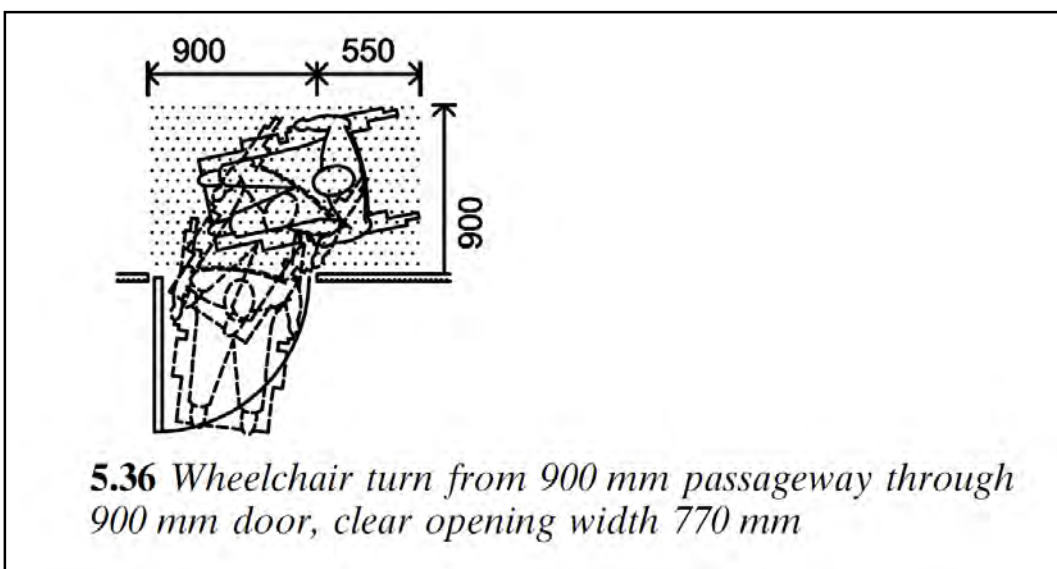 900 550
900
5.36 Wheelchair turn from 900 mm passageway through
900 mm door, clear opening width 770 mm